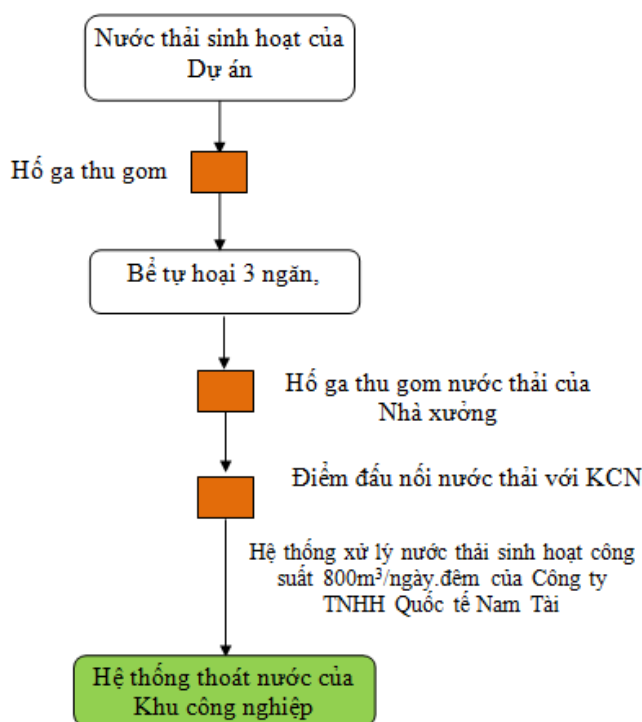 Nước thải sinh hoạt của
Dự án
Hố ga thu gom
Bể tự hoại 3 ngăn,
Hố ga thu gom nước thải của
Nhà xưởng
Điểm đấu nối nước thải với KCN
Hệ thống xử lý nước thải sinh hoạt công
suất 800m³/ngày.đêm của Công ty
TNHH Quốc tế Nam Tài
Hệ thống thoát nước của
Khu công nghiệp